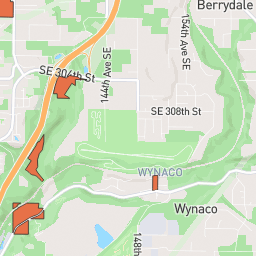 Berrydale
154th Ave SE
144th Ave SE
SE 304th St
SE 308th St
WYNACO
Wynaco
148th